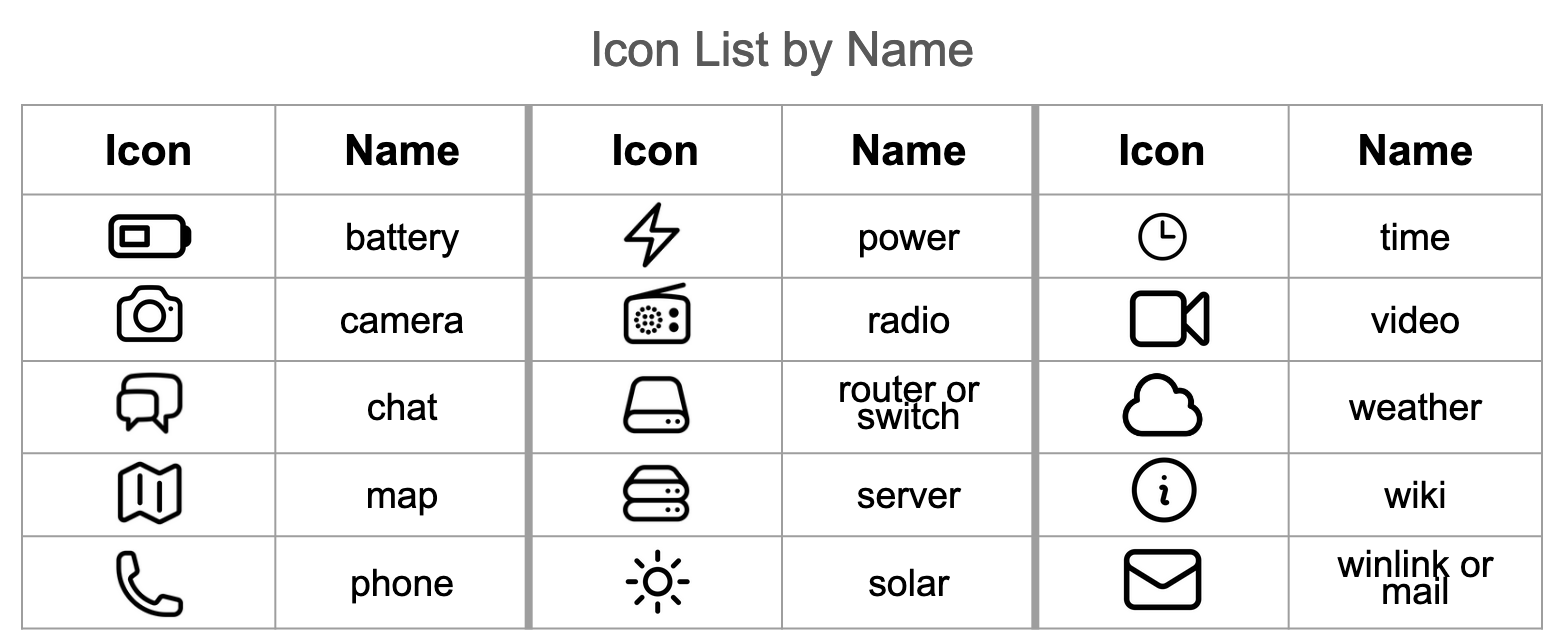 Icon List by Name
Icon Name Icon Name Icon Name
battery power time
camera radio video
chat router or switch weather
map server wiki
phone solar winlink or mail